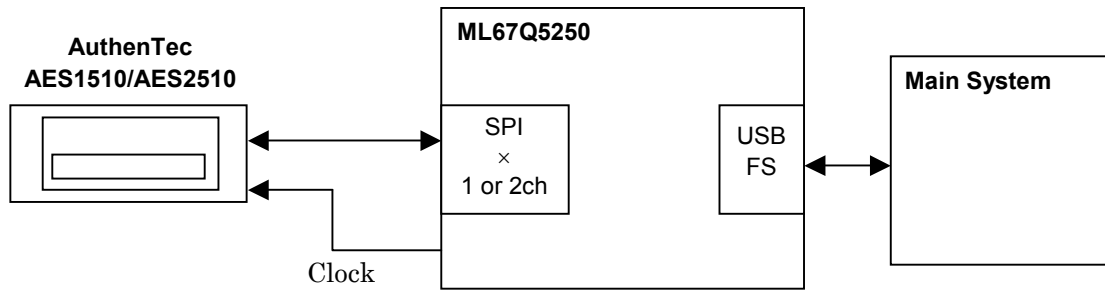 AuthenTec
AES1510/AES2510
Clock
ML67Q5250
SPI
×
1 or 2ch
USB
FS
Main System